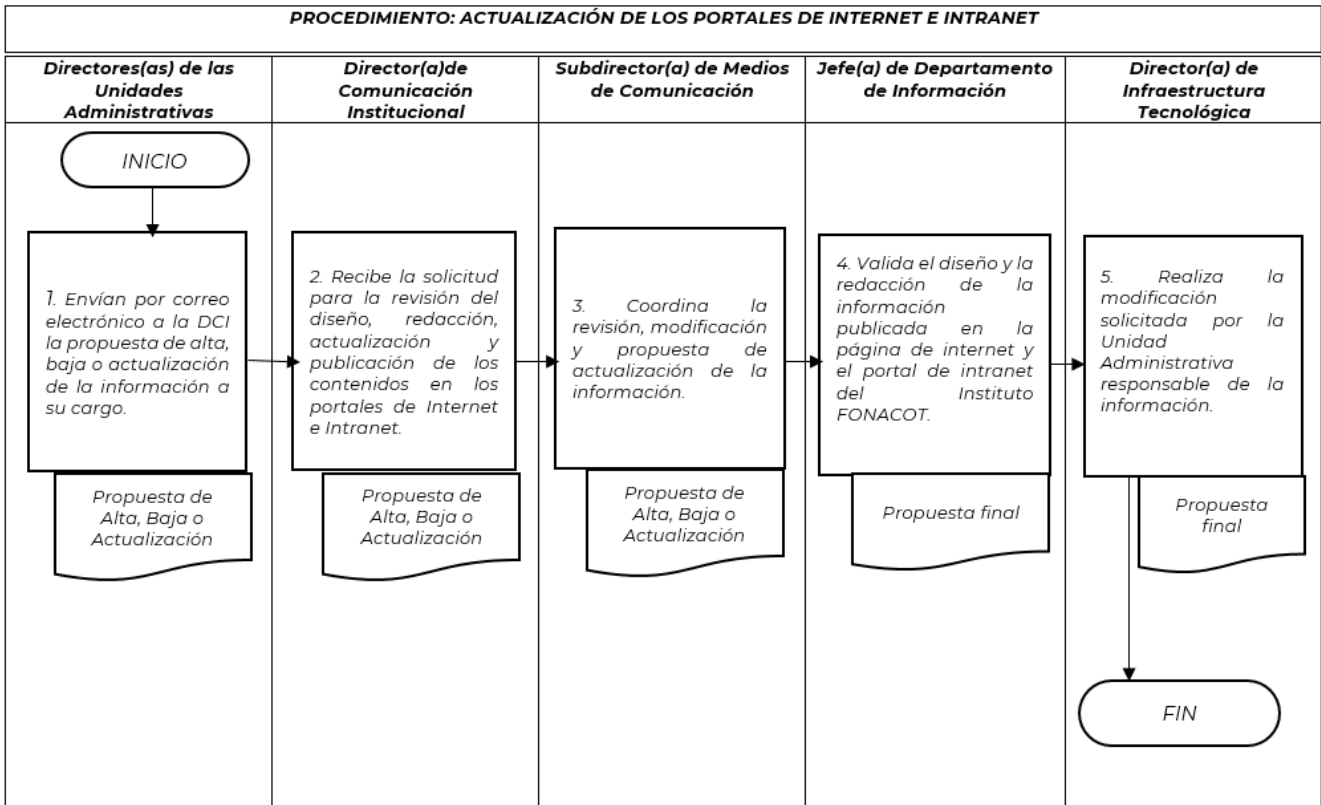 PROCEDIMIENTO: ACTUALIZACIÓN DE LOS PORTALES DE INTERNET E INTRANET
Directores(as) de las
Unidades
Administrativas
Director(a)de
Comunicación
Institucional
Subdirector(a) de Medios
de Comunicación
Jefe(a) de Departamento
de Información
Director(a) de
Infraestructura
Tecnológica
INICIO
1. Envían por correo
electrónico a la DCI
la propuesta de alta,
baja o actualización
de la información a
su cargo.
Propuesta de
Alta, Baja o
Actualización
2. Recibe la solicitud
para la revisión del
diseño, redacción,
actualización y
publicación de los
contenidos en los
portales de Internet
e Intranet.
Propuesta de
Alta, Baja o
Actualización
3. Coordina la
revisión, modificación
y propuesta de
actualización de la
información.
Propuesta de
Alta, Baja o
Actualización
4. Valida el diseño y la
redacción de la
información
publicada en la
página de internet y
el portal de intranet
del Instituto
FONACOT.
Propuesta final
5. Realiza la
modificación
solicitada por la
Unidad
Administrativa
responsable de la
información.
Propuesta
final
FIN